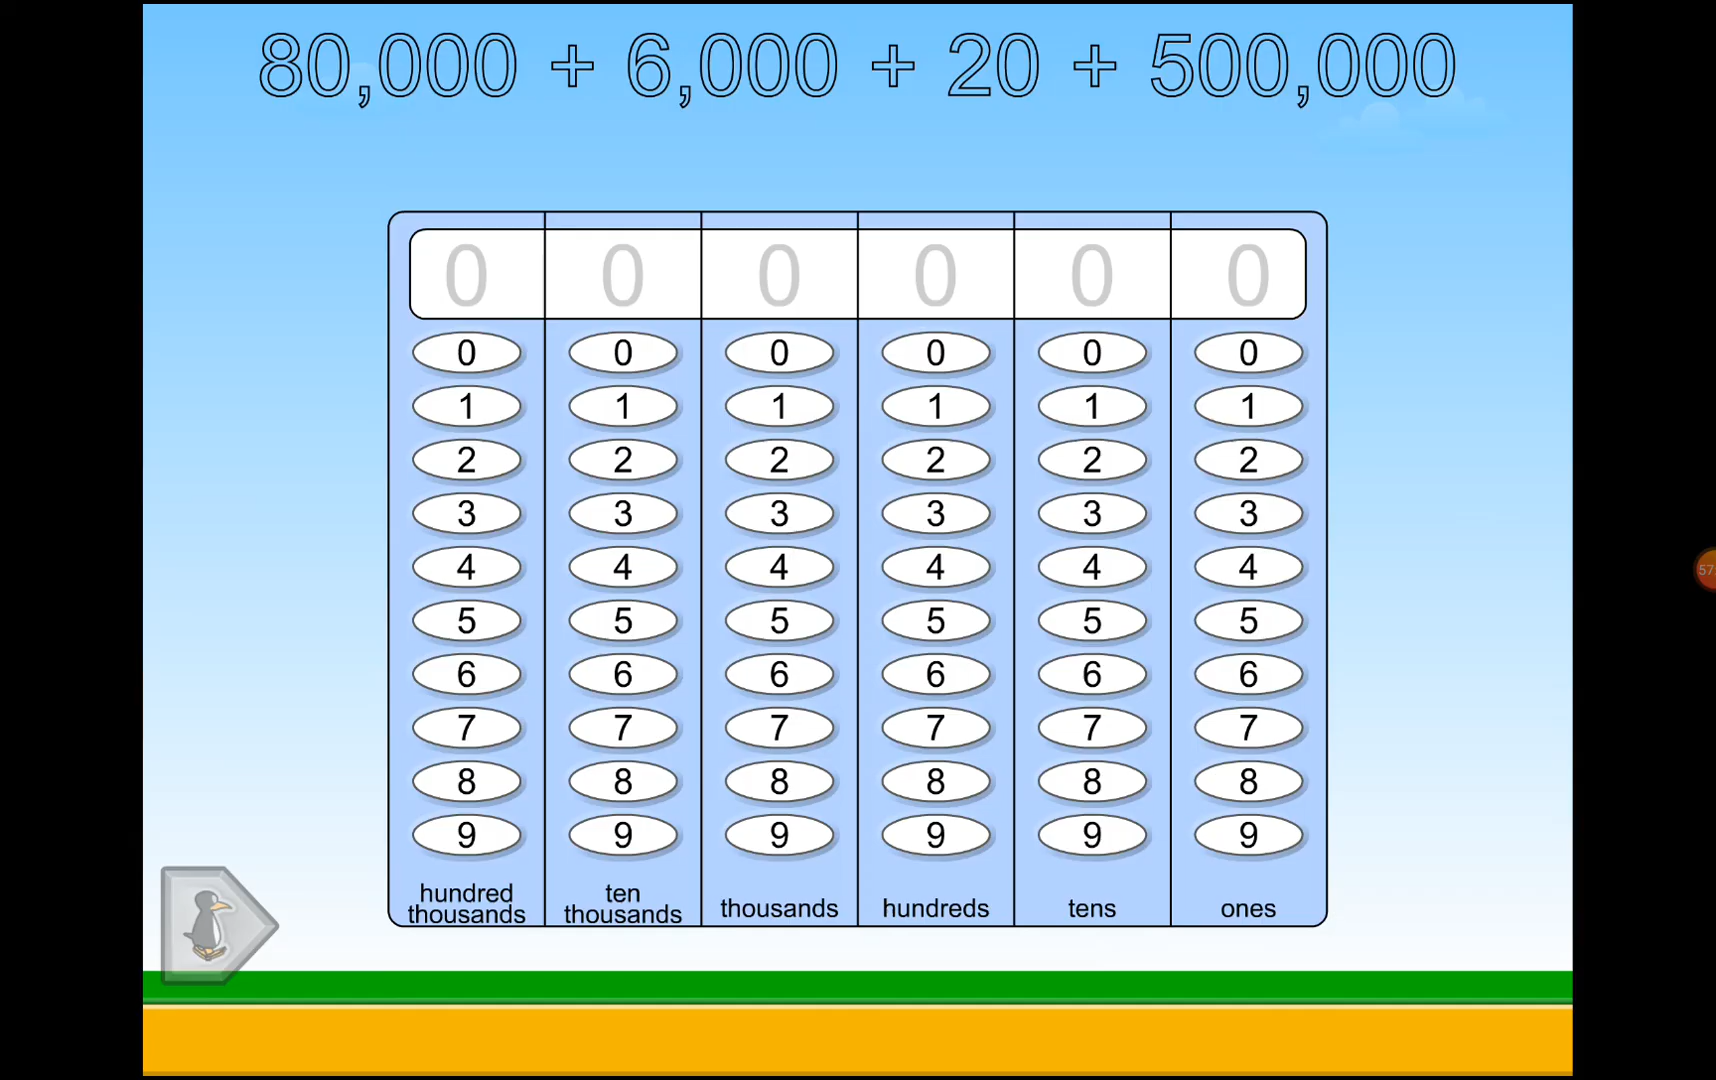 80,000 + 6,000 + 20 + 500,000
0 0 0 0 0 0
0 0 0 0 0 0
1 1 1 1 1 1
2 2 2 2 2 2
3 3 3 3 3 3
4 4 4 4 4 4
5 5 5 5 5 5
6 6 6 6 6 6
7 7 7 7 7 7
8 8 8 8 8 8
9 9 9 9 9 9
hundred thousands ten thousands thousands hundreds tens ones